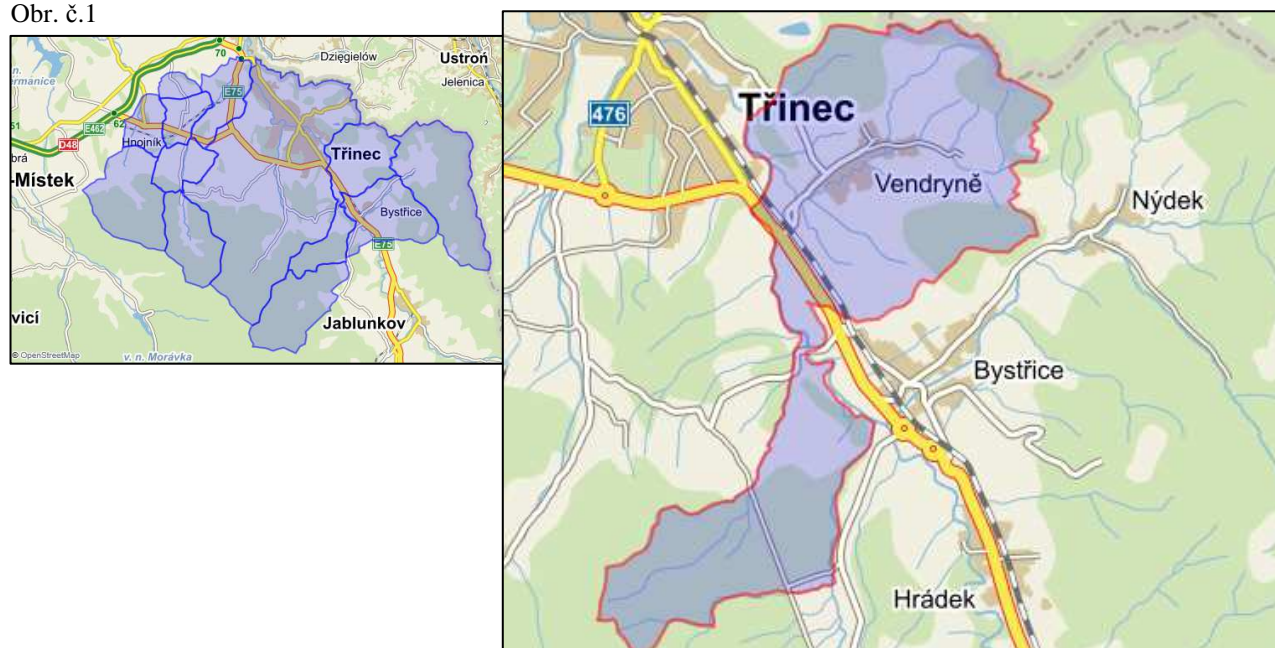 Obr. č.1
70
Dzięgielów
Ustroń
Jelenica
E75
62
E462
D48
Hnojník
Třinec
-Místek
Bystřice
E75
vicí
Jablunkov
v. n. Morávka
© OpenStreetMap
476
Třinec
Vendryně
Nýdek
Bystřice
Hrádek